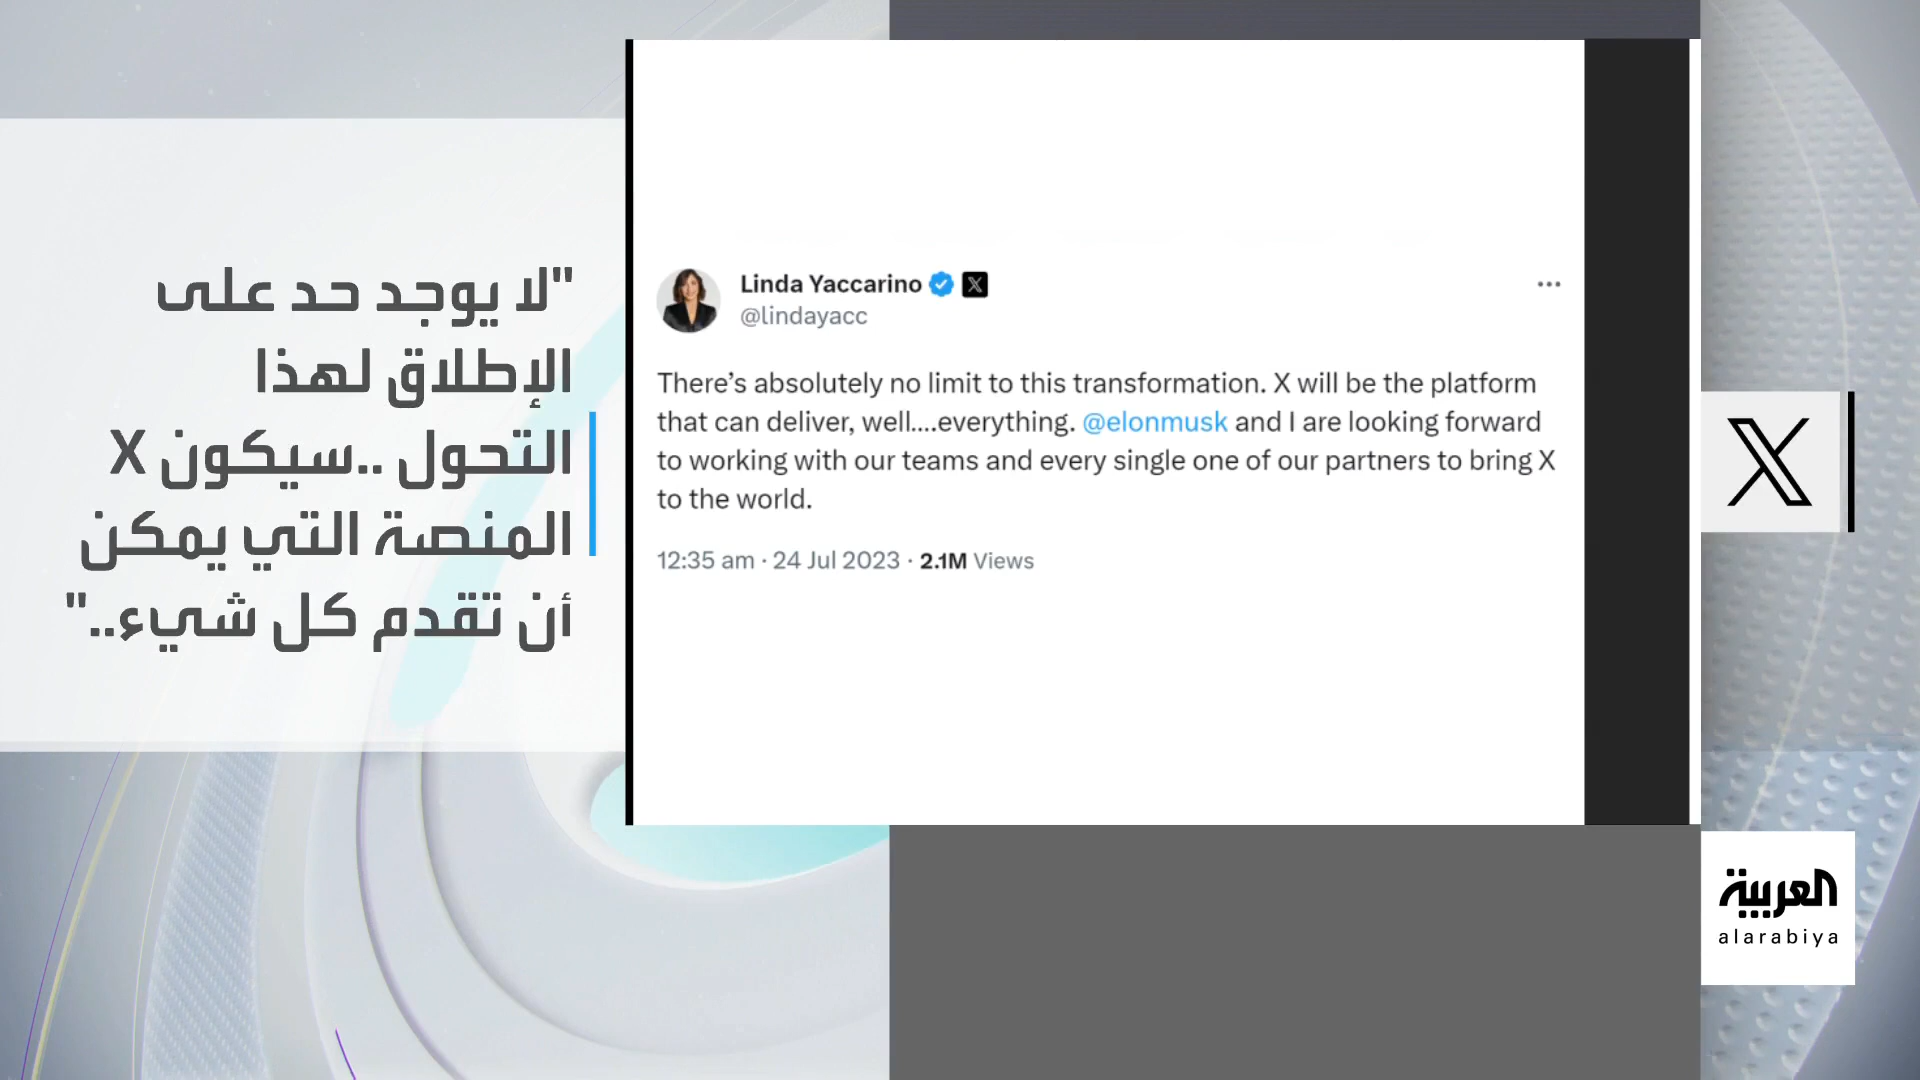 "لا يوجد حد على
الإطلاق لهذا
التحول ..سيكون X
المنصة التي يمكن
أن تقدم كل شيء.."
Linda Yaccarino
@lindayacc
There’s absolutely no limit to this transformation. X will be the platform
that can deliver, well....everything. @elonmusk and I are looking forward
to working with our teams and every single one of our partners to bring X
to the world.
12:35 am · 24 Jul 2023 · 2.1M Views
X
العربية
alarabiya